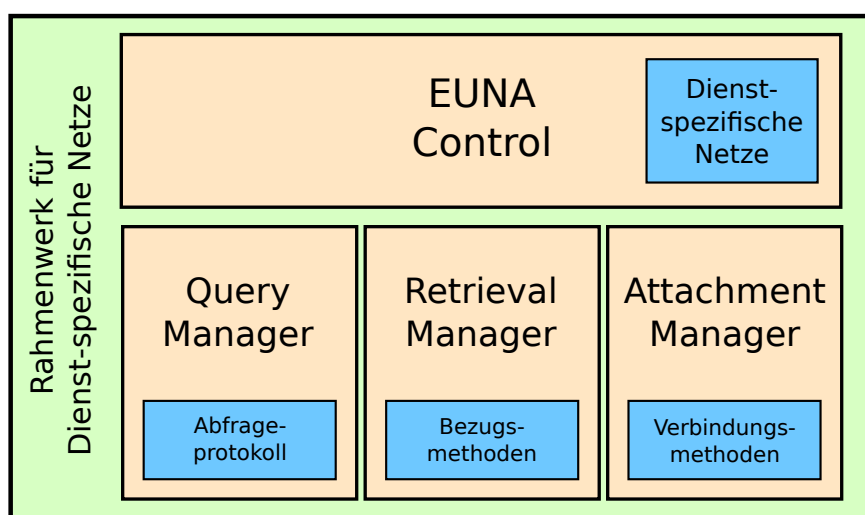 Rahmenwerk für
Dienst-spezifische Netze
EUNA
Control
Dienst-
spezifische
Netze
Query
Manager
Abfrage-
protokoll
Retrieval
Manager
Bezugs-
methoden
Attachment
Manager
Verbindungs-
methoden